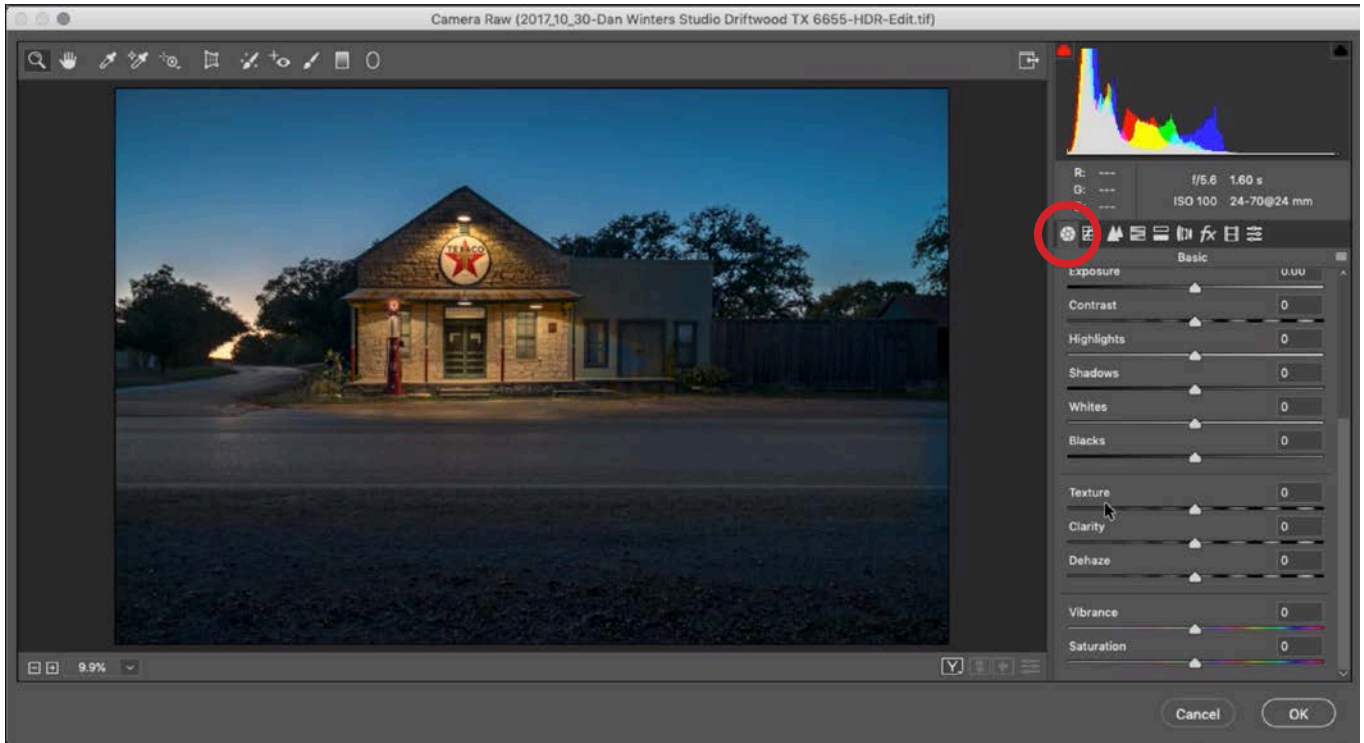 Camera Raw (2017_10_30-Dan Winters Studio Driftwood TX 6655-HDR-Edit.tif)
TEXACO
R: ---
G: ---
---
f/5.6 1.60 s
ISO 100 24-70@24 mm
fx
Basic
Exposure 0.00
Contrast 0
Highlights 0
Shadows 0
Whites 0
Blacks 0
Texture 0
Clarity 0
Dehaze 0
Vibrance 0
Saturation 0
9.9%
Y
Cancel OK